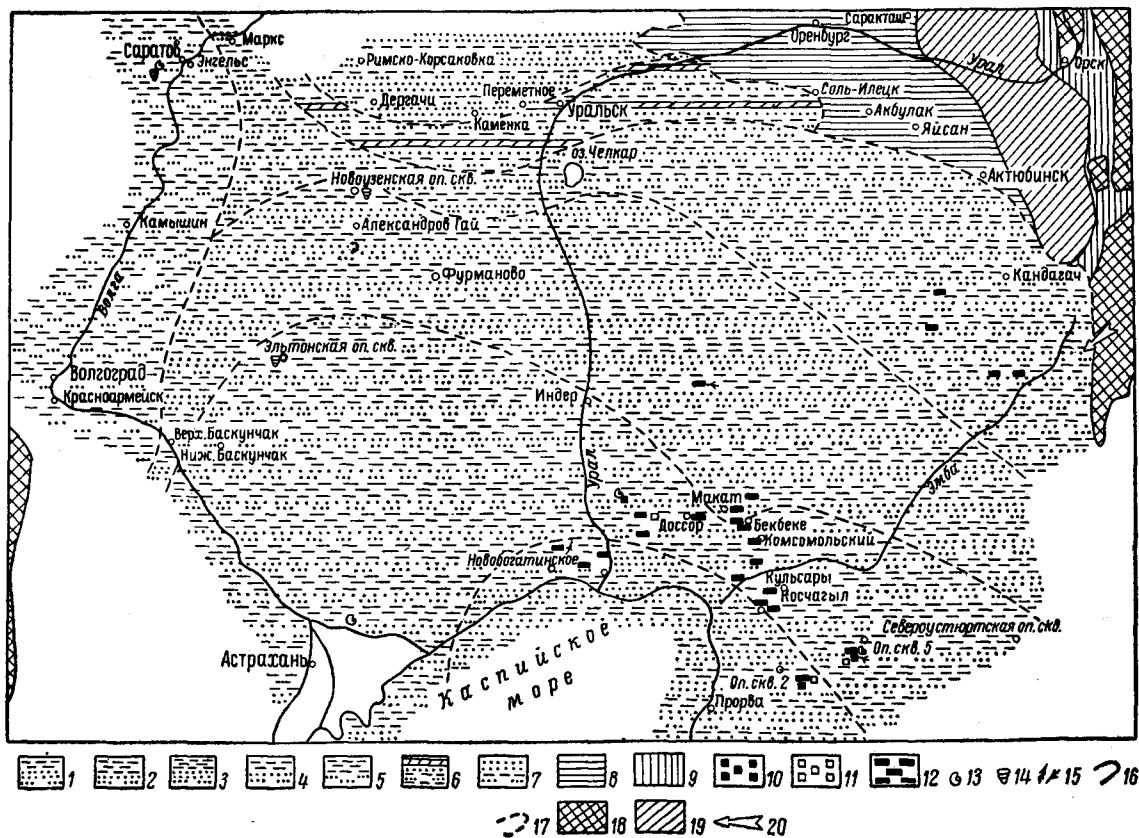 Саракташ
Оренбург
Маркс
Саратов
Энгельс
Римско-Корсаковка
Урал
Орск
Соль-Илецк
Дергачи
Переметное
Уральск
Каменка
Акбулак
Яйсан
оз. Челкар
Новоузенская оп. скв.
Актюбинск
Камышин
Александров Гай
Волга
Фурманово
Кандагач
Эльтонская оп. скв.
Волгоград
Красноармейск
Индер
Верх. Баскунчак
Ниж. Баскунчак
Урал
Эмба
Макат
Доссор
Бекбеке
Комсомольский
Новобогатинское
Кульсары
Косчагыл
Североустюртская оп. скв.
Оп. скв. 5
Астрахань
Каспийское
море
Оп. скв. 2
Прорва
1 2 3 4 5 6 7 8 9 10 11 12 13 14 15 16
17 18 19 20